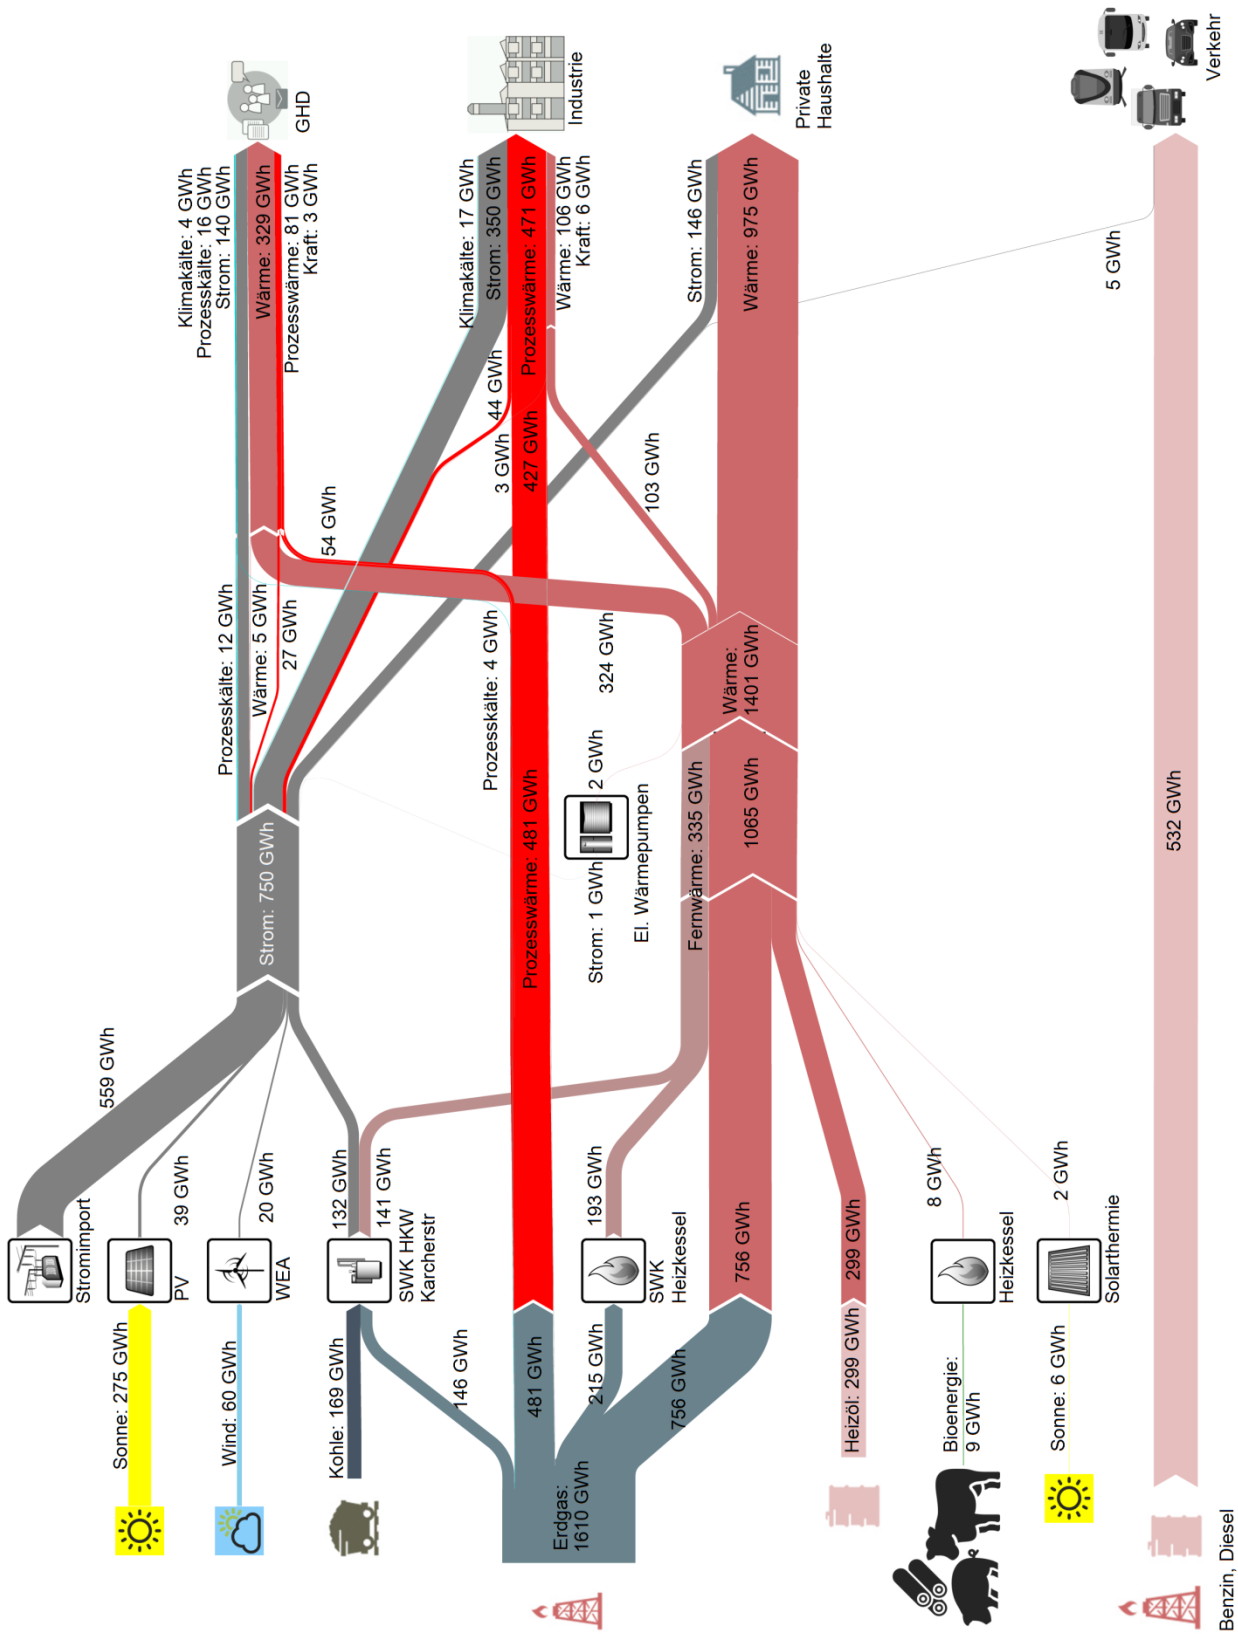 Stromimport
559 GWh
Sonne: 275 GWh
PV
39 GWh
Wind: 60 GWh
WEA
20 GWh
Kohle: 169 GWh
SWK HKW
Karcherstr
132 GWh
141 GWh
146 GWh
Erdgas:
1610 GWh
481 GWh
215 GWh
756 GWh
SWK
Heizkessel
193 GWh
756 GWh
Heizöl: 299 GWh
299 GWh
Bioenergie:
9 GWh
Heizkessel
8 GWh
Sonne: 6 GWh
Solarthermie
2 GWh
Benzin, Diesel
532 GWh
Strom: 750 GWh
Prozesswärme: 481 GWh
Strom: 1 GWh
El. Wärmepumpen
2 GWh
Fernwärme: 335 GWh
1065 GWh
Wärme:
1401 GWh
Prozesskälte: 12 GWh
Wärme: 5 GWh
27 GWh
54 GWh
Prozesskälte: 4 GWh
324 GWh
3 GWh
44 GWh
427 GWh
103 GWh
5 GWh
Klimakälte: 4 GWh
Prozesskälte: 16 GWh
Strom: 140 GWh
Wärme: 329 GWh
Prozesswärme: 81 GWh
Kraft: 3 GWh
GHD
Klimakälte: 17 GWh
Strom: 350 GWh
Prozesswärme: 471 GWh
Wärme: 106 GWh
Kraft: 6 GWh
Industrie
Strom: 146 GWh
Wärme: 975 GWh
Private
Haushalte
Verkehr